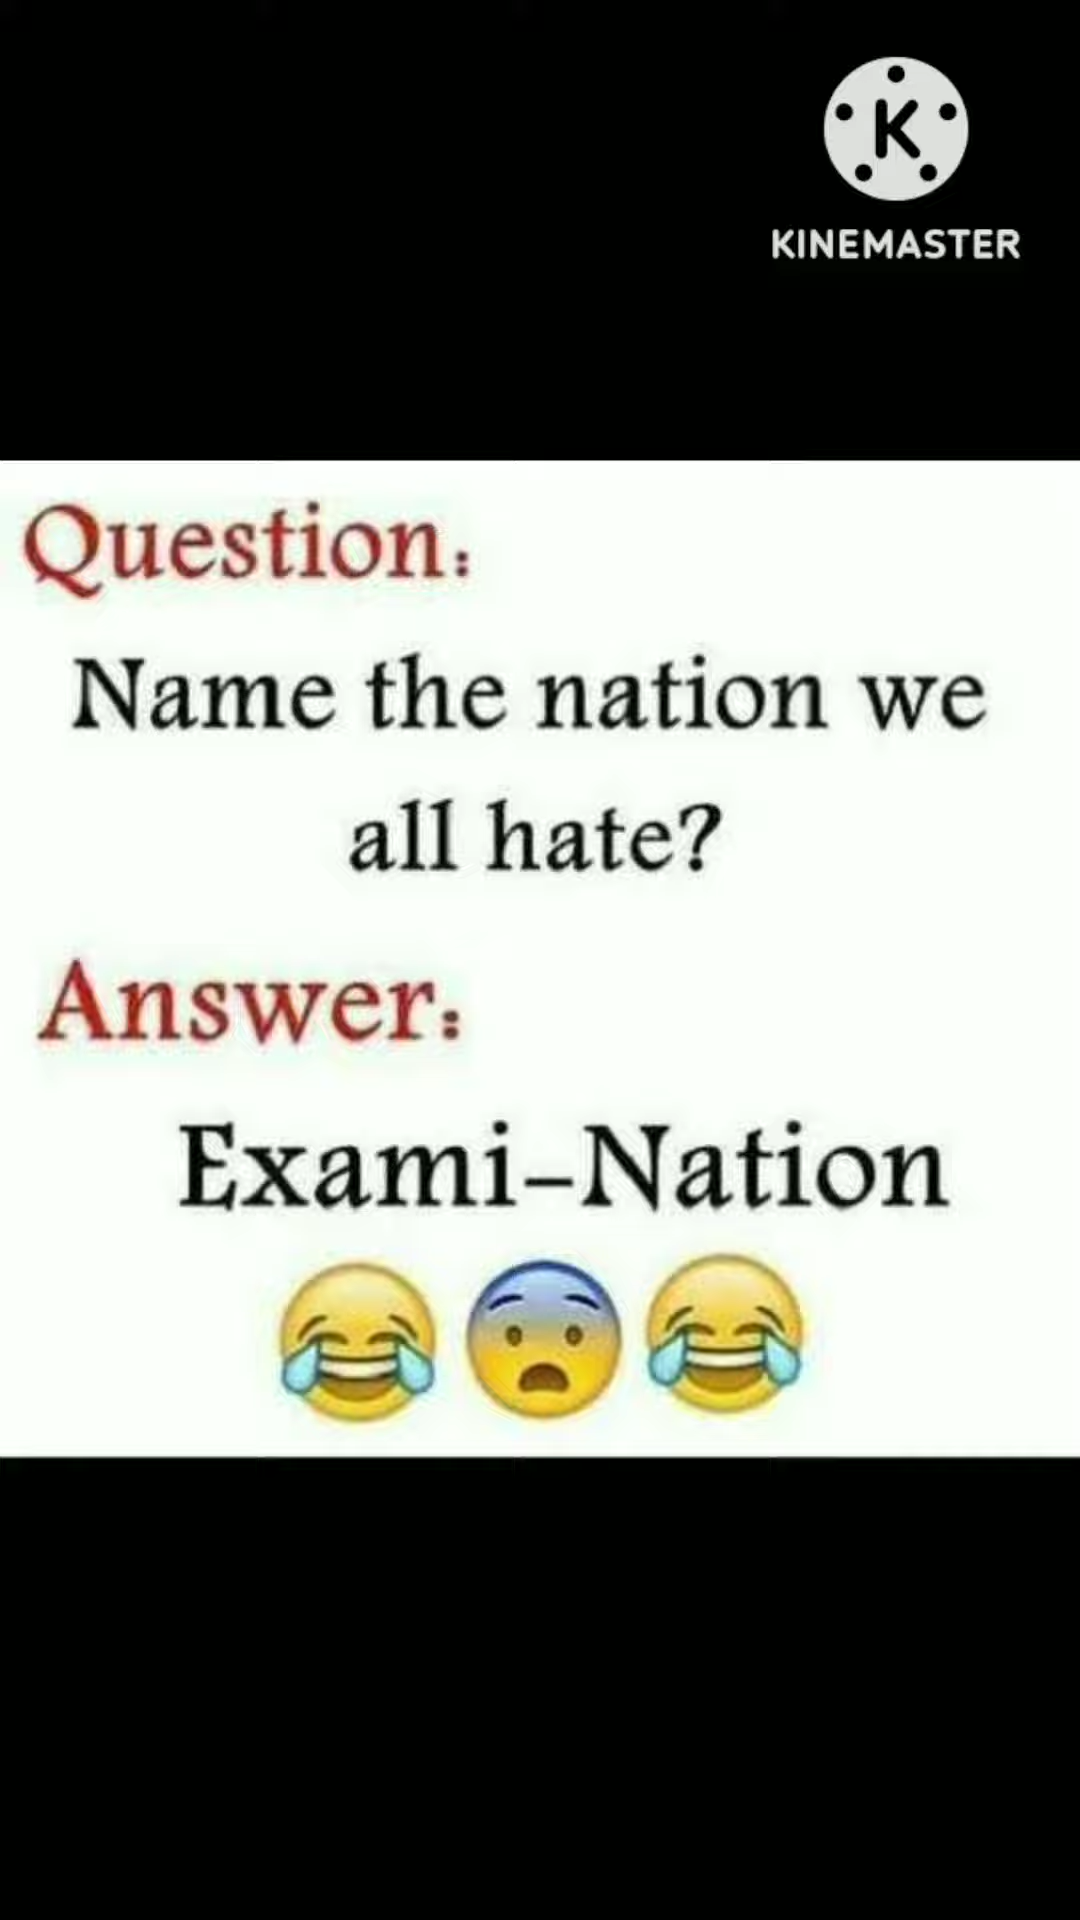 K
KINEMASTER
Question:
Name the nation we
all hate?
Answer:
Exami-Nation